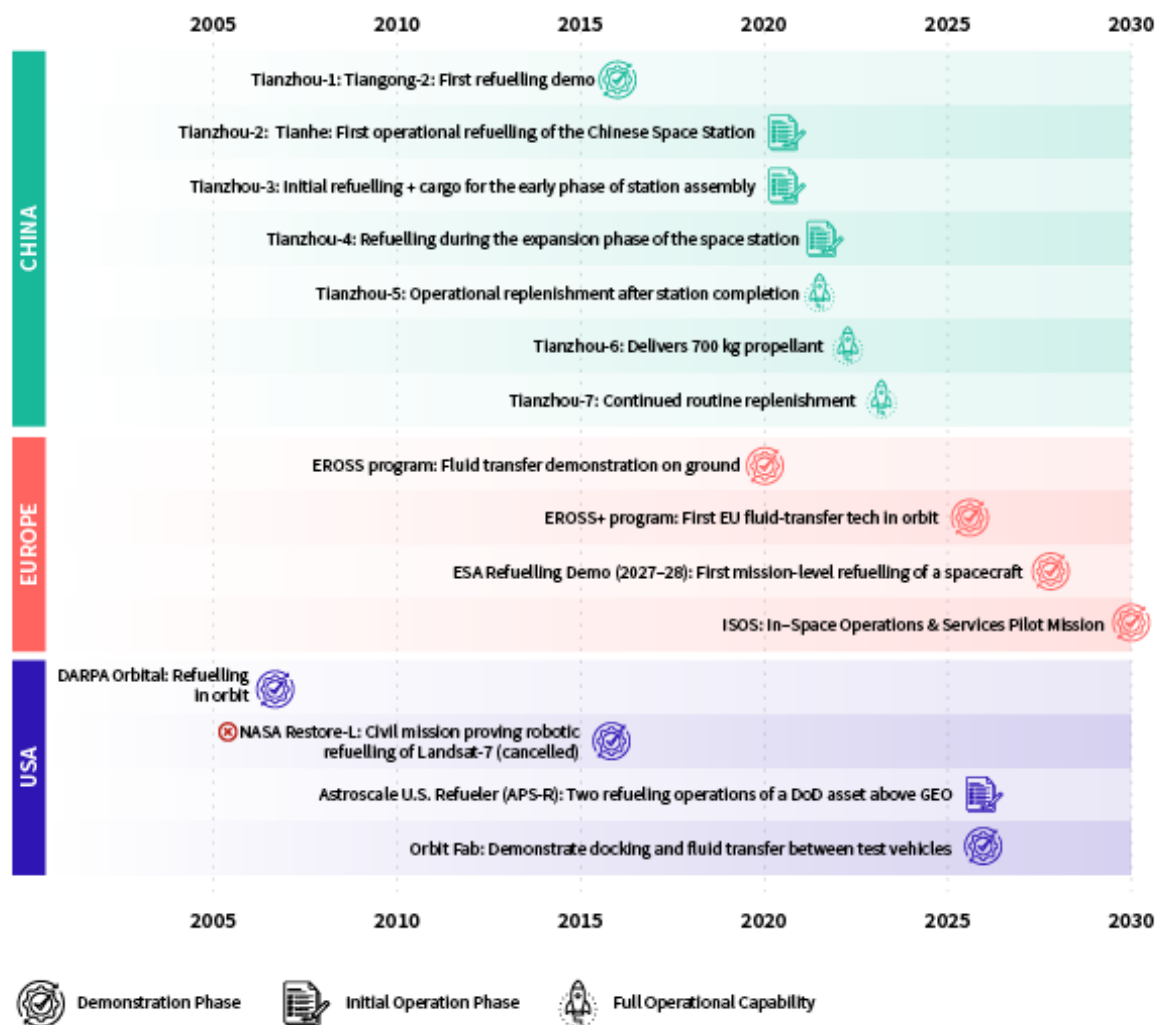 2005 2010 2015 2020 2025 2030
CHINA
Tianzhou-1: Tiangong-2: First refuelling demo
Tianzhou-2: Tianhe: First operational refuelling of the Chinese Space Station
Tianzhou-3: Initial refuelling + cargo for the early phase of station assembly
Tianzhou-4: Refuelling during the expansion phase of the space station
Tianzhou-5: Operational replenishment after station completion
Tianzhou-6: Delivers 700 kg propellant
Tianzhou-7: Continued routine replenishment
EUROPE
EROSS program: Fluid transfer demonstration on ground
EROSS+ program: First EU fluid-transfer tech in orbit
ESA Refuelling Demo (2027–28): First mission-level refuelling of a spacecraft
ISOS: In–Space Operations & Services Pilot Mission
USA
DARPA Orbital: Refuelling
in orbit
NASA Restore-L: Civil mission proving robotic
refuelling of Landsat-7 (cancelled)
Astroscale U.S. Refueler (APS-R): Two refueling operations of a DoD asset above GEO
Orbit Fab: Demonstrate docking and fluid transfer between test vehicles
2005 2010 2015 2020 2025 2030
Demonstration Phase
Initial Operation Phase
Full Operational Capability